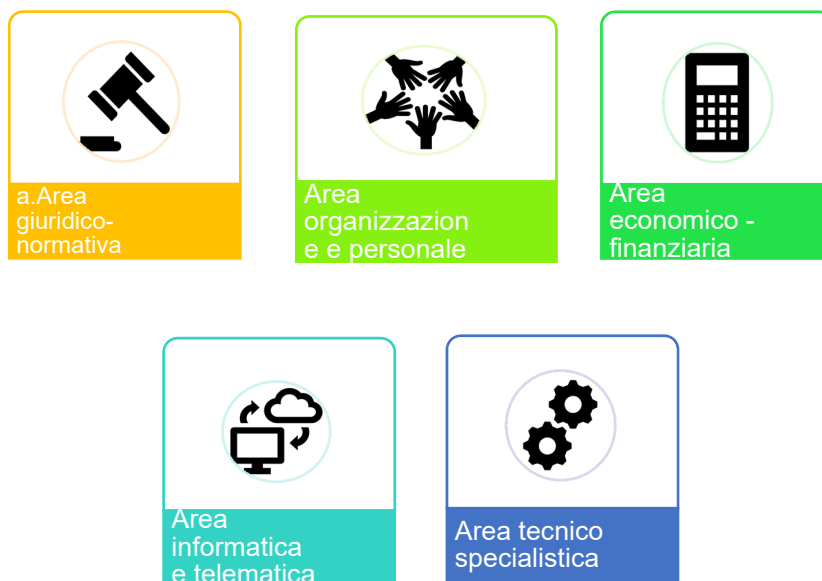 a.Area
giuridico-
normativa
Area
organizzazion
e e personale
Area
economico -
finanziaria
Area
informatica
e telematica
Area tecnico
specialistica